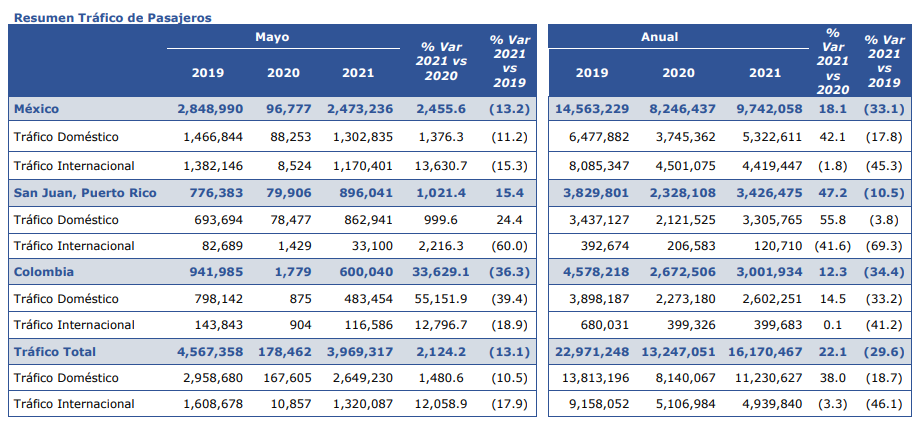 Resumen Tráfico de Pasajeros
Mayo % Var 2021 vs 2020 % Var 2021 vs 2019 Anual % Var 2021 vs 2020 % Var 2021 vs 2019
2019 2020 2021 2019 2020 2021
México 2,848,990 96,777 2,473,236 2,455.6 (13.2) 14,563,229 8,246,437 9,742,058 18.1 (33.1)
Tráfico Doméstico 1,466,844 88,253 1,302,835 1,376.3 (11.2) 6,477,882 3,745,362 5,322,611 42.1 (17.8)
Tráfico Internacional 1,382,146 8,524 1,170,401 13,630.7 (15.3) 8,085,347 4,501,075 4,419,447 (1.8) (45.3)
San Juan, Puerto Rico 776,383 79,906 896,041 1,021.4 15.4 3,829,801 2,328,108 3,426,475 47.2 (10.5)
Tráfico Doméstico 693,694 78,477 862,941 999.6 24.4 3,437,127 2,121,525 3,305,765 55.8 (3.8)
Tráfico Internacional 82,689 1,429 33,100 2,216.3 (60.0) 392,674 206,583 120,710 (41.6) (69.3)
Colombia 941,985 1,779 600,040 33,629.1 (36.3) 4,578,218 2,672,506 3,001,934 12.3 (34.4)
Tráfico Doméstico 798,142 875 483,454 55,151.9 (39.4) 3,898,187 2,273,180 2,602,251 14.5 (33.2)
Tráfico Internacional 143,843 904 116,586 12,796.7 (18.9) 680,031 399,326 399,683 0.1 (41.2)
Tráfico Total 4,567,358 178,462 3,969,317 2,124.2 (13.1) 22,971,248 13,247,051 16,170,467 22.1 (29.6)
Tráfico Doméstico 2,958,680 167,605 2,649,230 1,480.6 (10.5) 13,813,196 8,140,067 11,230,627 38.0 (18.7)
Tráfico Internacional 1,608,678 10,857 1,320,087 12,058.9 (17.9) 9,158,052 5,106,984 4,939,840 (3.3) (46.1)